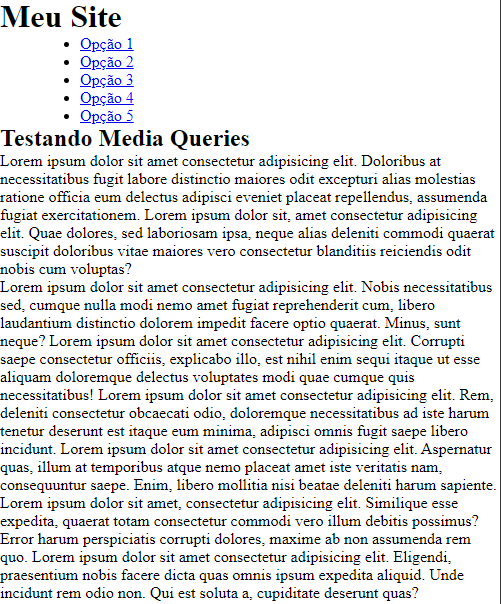 Meu Site
Opção 1
Opção 2
Opção 3
Opção 4
Opção 5
Testando Media Queries
Lorem ipsum dolor sit amet consectetur adipisicing elit. Doloribus at
necessitatibus fugit labore distinctio maiores odit excepturi alias molestias
ratione officia eum delectus adipisci eveniet placeat repellendus, assumenda
fugiat exercitationem. Lorem ipsum dolor sit, amet consectetur adipisicing
elit. Quae dolores, sed laboriosam ipsa, neque alias deleniti commodi quaerat
suscipit doloribus vitae maiores vero consectetur blanditiis reiciendis odit
nobis cum voluptas?
Lorem ipsum dolor sit amet consectetur adipisicing elit. Nobis necessitatibus
sed, cumque nulla modi nemo amet fugiat reprehenderit cum, libero
laudantium distinctio dolorem impedit facere optio quaerat. Minus, sunt
neque? Lorem ipsum dolor sit amet consectetur adipisicing elit. Corrupti
saepe consectetur officiis, explicabo illo, est nihil enim sequi itaque ut esse
aliquam doloremque delectus voluptates modi quae cumque quis
necessitatibus! Lorem ipsum dolor sit amet consectetur adipisicing elit. Rem,
deleniti consectetur obcaecati odio, doloremque necessitatibus ad iste harum
tenetur deserunt est itaque eum minima, adipisci omnis fugit saepe libero
incidunt. Lorem ipsum dolor sit amet consectetur adipisicing elit. Aspernatur
quas, illum at temporibus atque nemo placeat amet iste veritatis nam,
consequuntur saepe. Enim, libero mollitia nisi beatae deleniti harum sapiente.
Lorem ipsum dolor sit amet, consectetur adipisicing elit. Similique esse
expedita, quaerat totam consectetur commodi vero illum debitis possimus?
Error harum perspiciatis corrupti dolores, maxime ab non assumenda rem
quo. Lorem ipsum dolor sit amet consectetur adipisicing elit. Eligendi,
praesentium nobis facere dicta quas omnis ipsum expedita aliquid. Unde
incidunt rem odio non. Qui est soluta a, cupiditate deserunt quas?